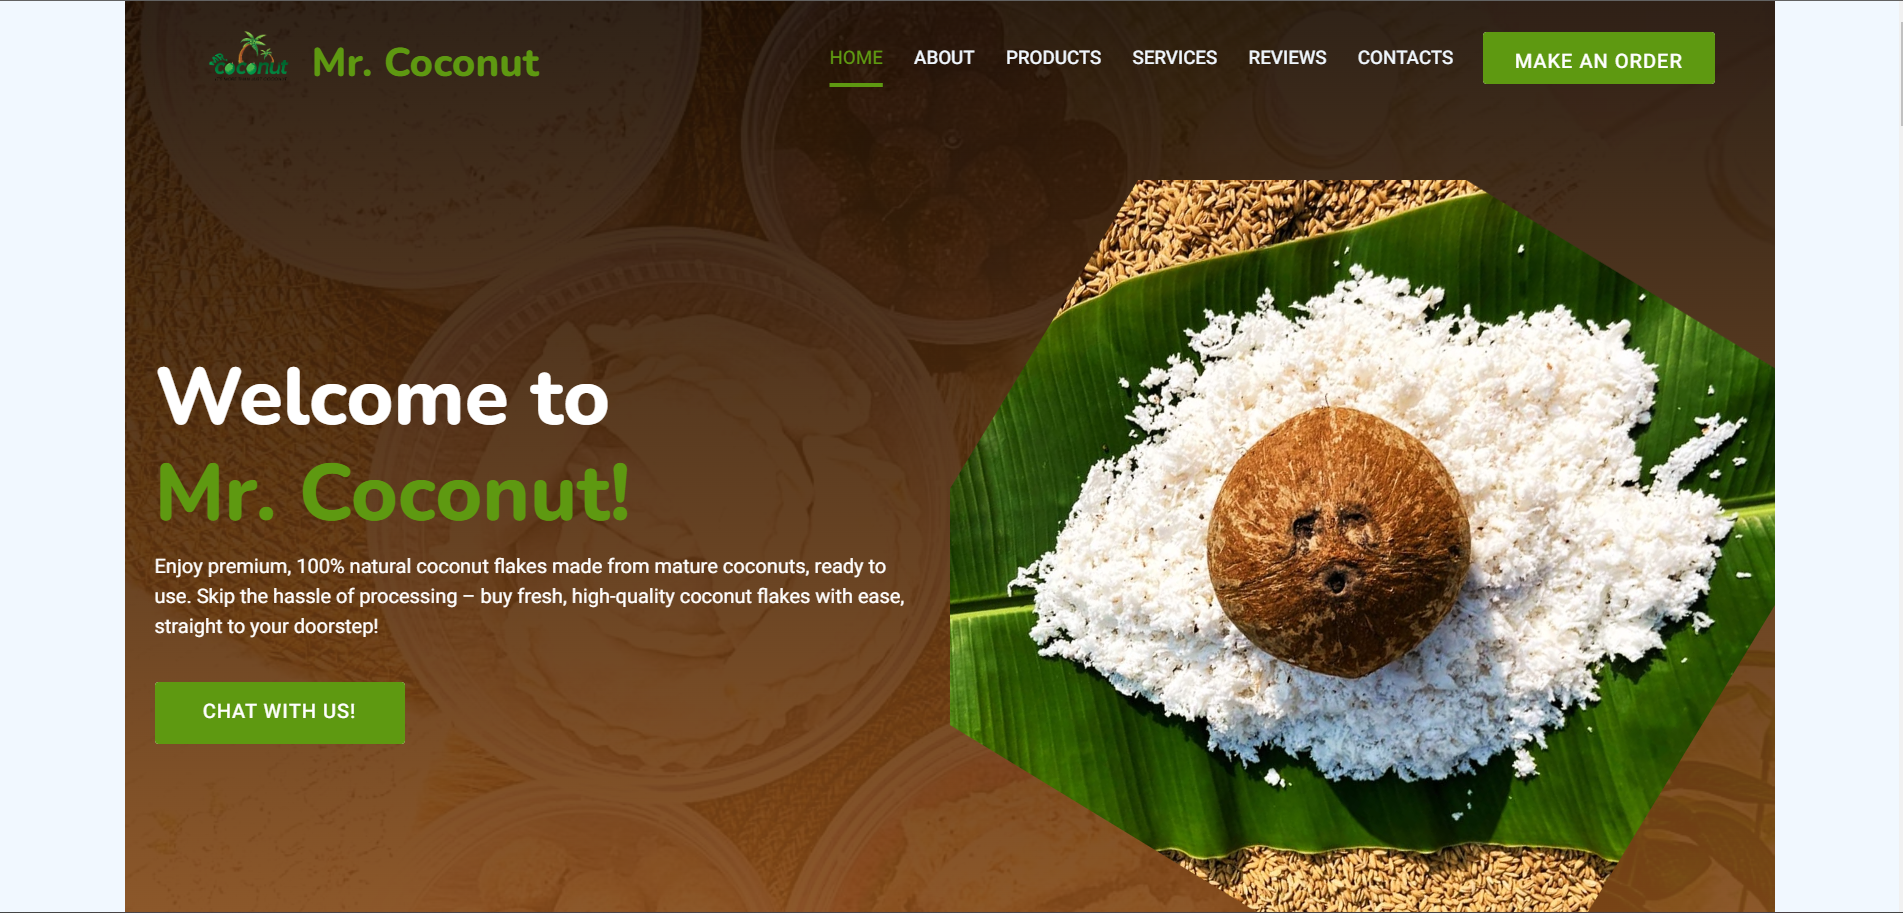 coconut
Mr. Coconut
HOME ABOUT PRODUCTS SERVICES REVIEWS CONTACTS MAKE AN ORDER
Welcome to
Mr. Coconut!
Enjoy premium, 100% natural coconut flakes made from mature coconuts, ready to
use. Skip the hassle of processing – buy fresh, high-quality coconut flakes with ease,
straight to your doorstep!
CHAT WITH US!